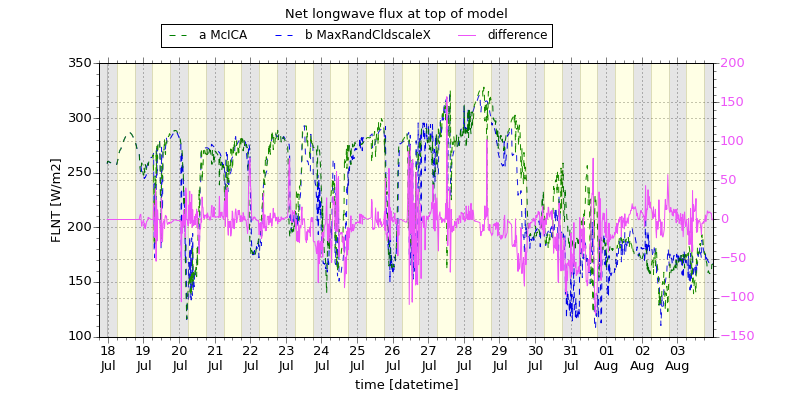 Net longwave flux at top of model
a McICA b MaxRandCldscaleX difference
350 200
300 150
100
250 50
200 0
−50
150 −100
100 −150
FLNT [W/m2]
18 19 20 21 22 23 24 25 26 27 28 29 30 31 01 02 03
Jul Jul Jul Jul Jul Jul Jul Jul Jul Jul Jul Jul Jul Jul Aug Aug Aug
time [datetime]